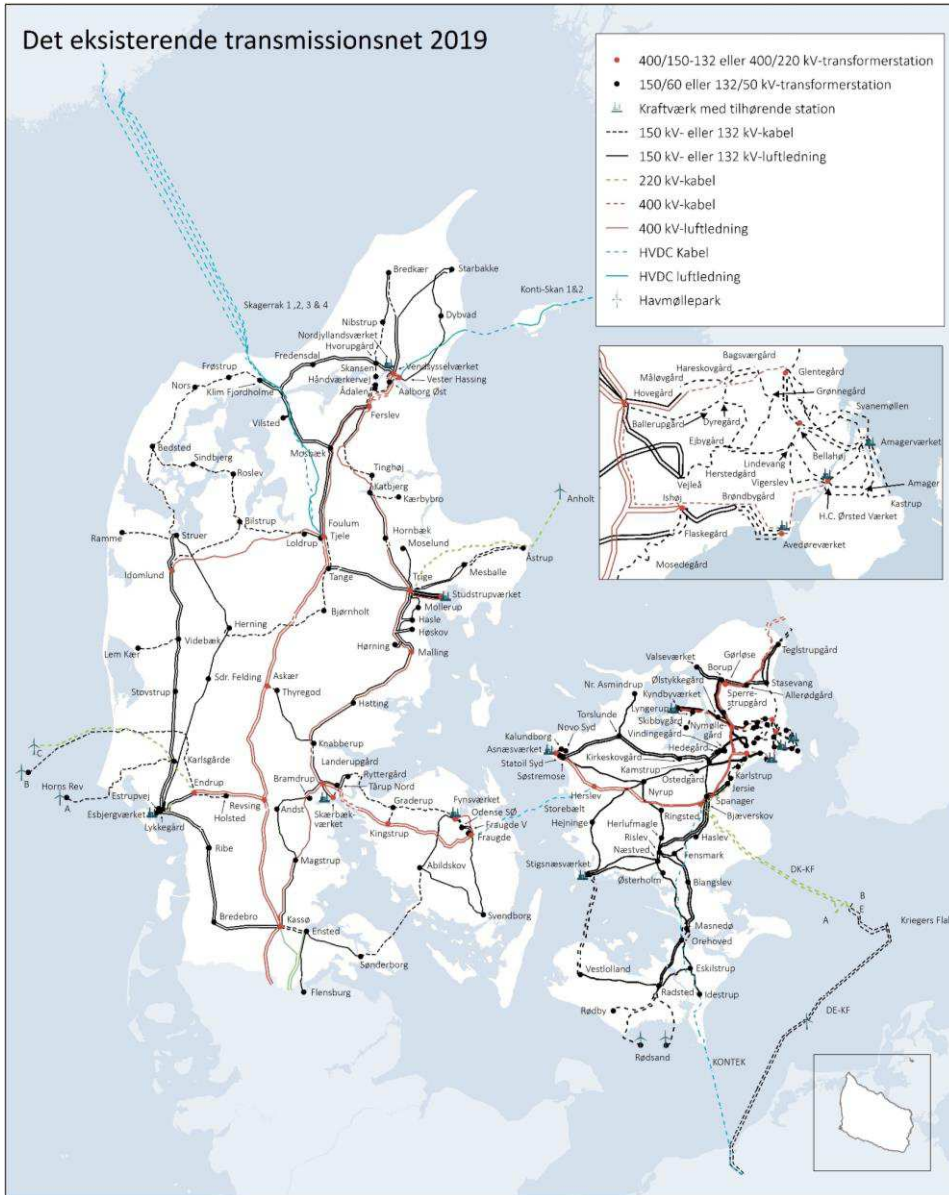 Det eksisterende transmissionsnet 2019
400/150-132 eller 400/220 kV-transformerstation
150/60 eller 132/50 kV-transformerstation
Kraftværk med tilhørende station
150 kV- eller 132 kV-kabel
150 kV- eller 132 kV-luftledning
220 kV-kabel
400 kV-kabel
400 kV-luftledning
HVDC Kabel
HVDC luftledning
Havmøllepark
Skagerrak 1 ,2, 3 & 4
Konti-Skan 1&2
Bredkær
Starbakke
Dybvad
Nibstrup
Nordjyllandsværket
Hvorupgård
Skansen
Håndværkervej
Ådalen
Vendsysselværket
Vester Hassing
Aalborg Øst
Ferslev
Fredensdal
Frøstrup
Klim Fjordholme
Nors
Vilsted
Mosbæk
Bedsted
Sindbjerg
Roslev
Tinghøj
Katbjerg
Kærbybro
Anholt
Bilstrup
Foulum
Tjele
Loldrup
Hornbæk
Moselund
Ramme
Struer
Idomlund
Tange
Trige
Mesballe
Åstrup
Studstrupværket
Mollerup
Hasle
Høskov
Hørning
Malling
Bjørnholt
Herning
Videbæk
Lem Kær
Sdr. Felding
Askær
Thyregod
Hatting
Stovstrup
Knabberup
Landerupgård
Karlsgårde
Endrup
Bramdrup
Ryttergård
Tårup Nord
C
B
Horns Rev
A
Estrupvej
Esbjergværket
Lykkegård
Revsing
Holsted
Andst
Skærbæk-
værket
Graderup
Fynsværket
Odense SØ
Fraugde V
Fraugde
Kingstrup
Ribe
Magstrup
Abildskov
Svendborg
Bredebro
Kassø
Ensted
Sønderborg
Flensburg
Bagsværgård
Hareskovgård
Måløvgård
Hovegård
Glentegård
Grønnegård
Svanemøllen
Amagerværket
Ballerupgård
Dyregård
Ejbygård
Bellahøj
Lindevang
Herstedgård
Vigerslev
Vejleå
Ishøj
Brøndbygård
Amager
Kastrup
H.C. Ørsted Værket
Flaskegård
Avedøreværket
Mosedegård
Teglstrupgård
Gørløse
Valseværket
Borup
Ølstykkegård
Stasevang
Allerødgård
Kyndbyværket
Sperre-
strupgård
Nr. Asmindrup
Lyngerup
Skibbygård
Nymølle-
gård
Torslunde
Vindingegård
Novo Syd
Kalundborg
Asnæsværket
Hedegård
Statoil Syd
Kirkeskovgård
Søstremose
Kamstrup
Ostedgård
Karlstrup
Jersie
Spanager
Nyrup
Herslev
Storebælt
Ringsted
Bjæverskov
Hejninge
Herlufmagle
Haslev
Rislev
Næstved
Fensmark
Stigsnæsværket
Østerholm
Blangslev
DK-KF
B
E
A
Kriegers Flak
Masnedø
Orehoved
Vestlolland
Eskilstrup
Radsted
Idestrup
Rødby
Rødsand
DE-KF
KONTEK